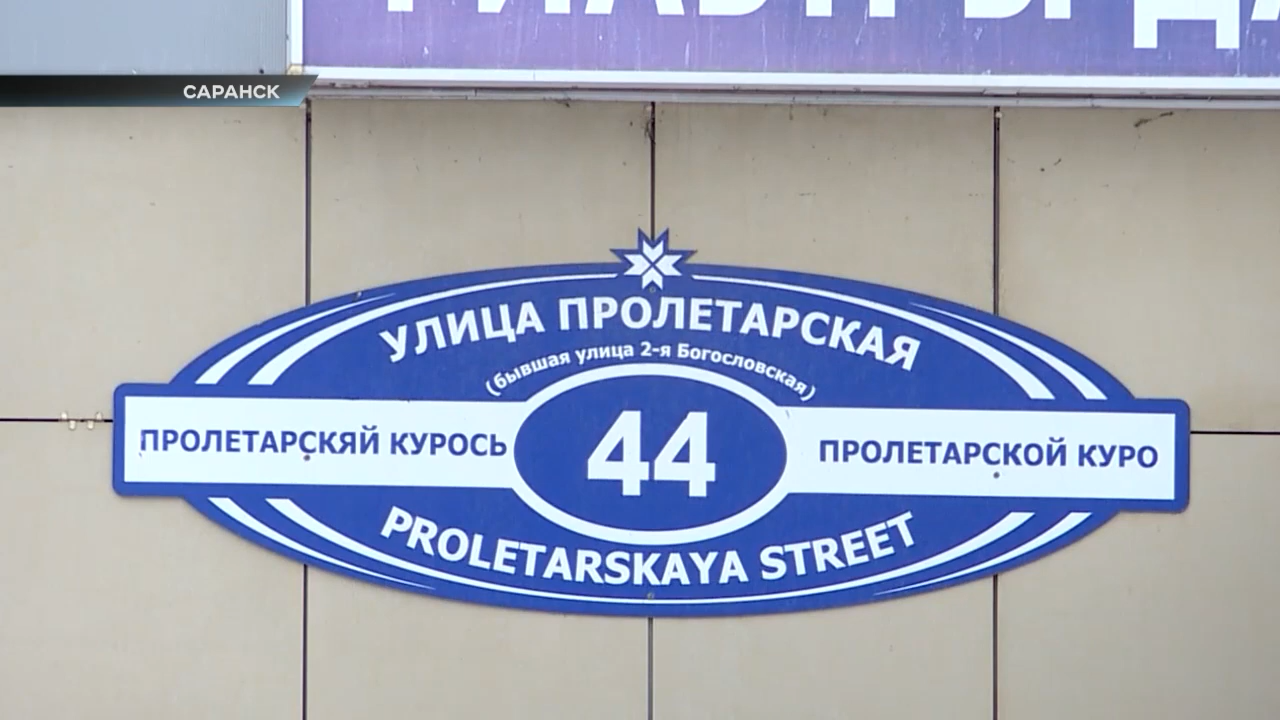 САРАНСК
УЛИЦА ПРОЛЕТАРСКАЯ
(бывшая улица 2-я Богословская)
ПРОЛЕТАРСКЯЙ КУРОСЬ
44
ПРОЛЕТАРСКОЙ КУРО
PROLETARSKAYA STREET